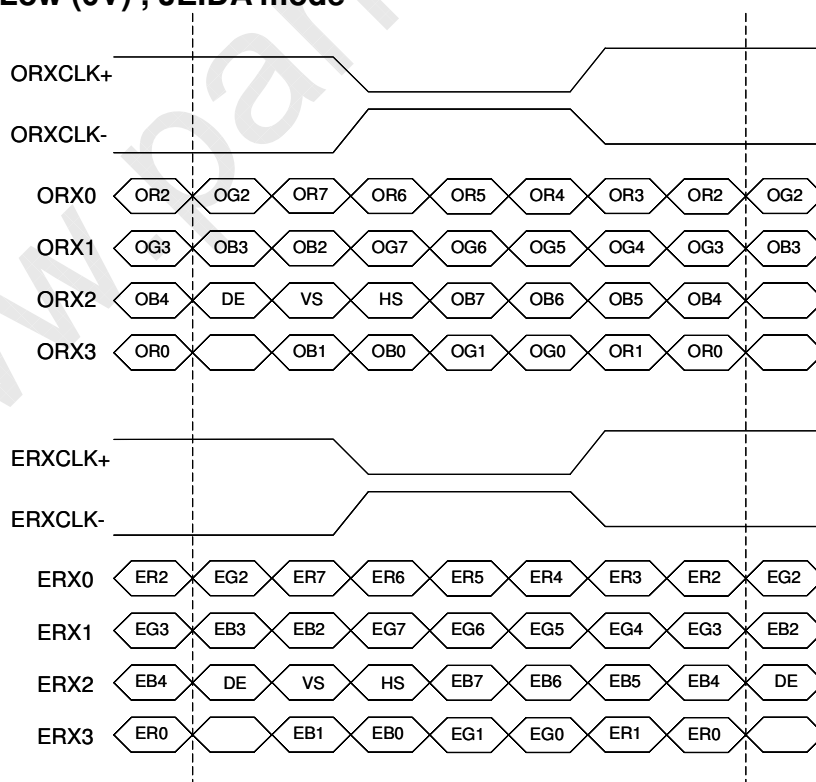 ORXCLK+
ORXCLK-
ORX0 OR2 OG2 OR7 OR6 OR5 OR4 OR3 OR2 OG2
ORX1 OG3 OB3 OB2 OG7 OG6 OG5 OG4 OG3 OB3
ORX2 OB4 DE VS HS OB7 OB6 OB5 OB4
ORX3 OR0 OB1 OB0 OG1 OG0 OR1 OR0
ERXCLK+
ERXCLK-
ERX0 ER2 EG2 ER7 ER6 ER5 ER4 ER3 ER2 EG2
ERX1 EG3 EB3 EB2 EG7 EG6 EG5 EG4 EG3 EB2
ERX2 EB4 DE VS HS EB7 EB6 EB5 EB4 DE
ERX3 ER0 EB1 EB0 EG1 EG0 ER1 ER0